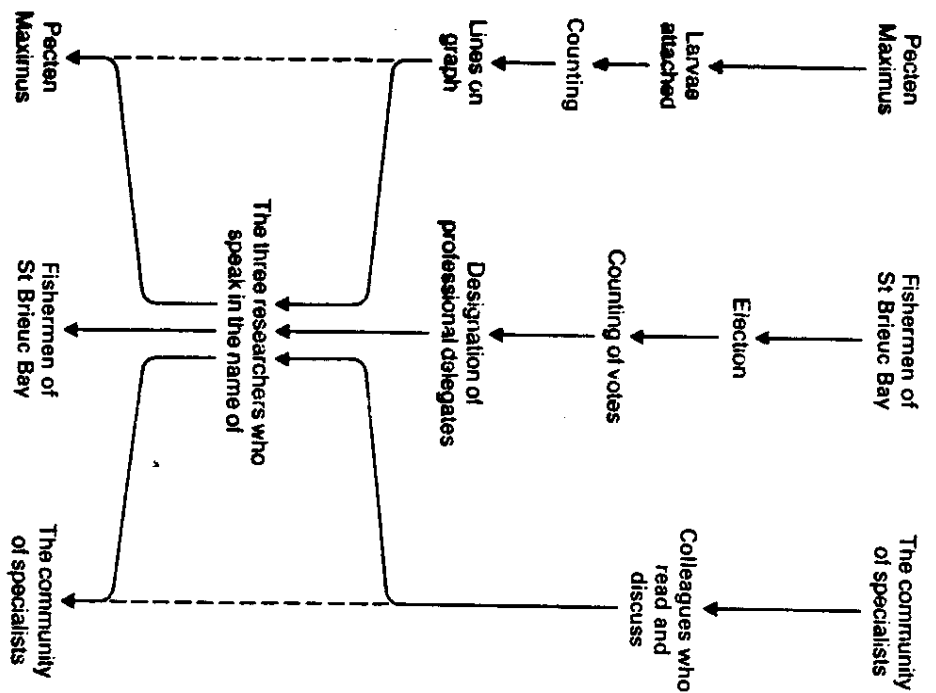 Pecten
Maximus
Fishermen of
St Brieuc Bay
The community
of specialists
Larvae
attached
Election
Colleagues who
read and
discuss
Counting
Counting of votes
Lines on
graph
Designation of
professional delegates
The three researchers who
speak in the name of
Pecten
Maximus
Fishermen of
St Brieuc Bay
The community
of specialists